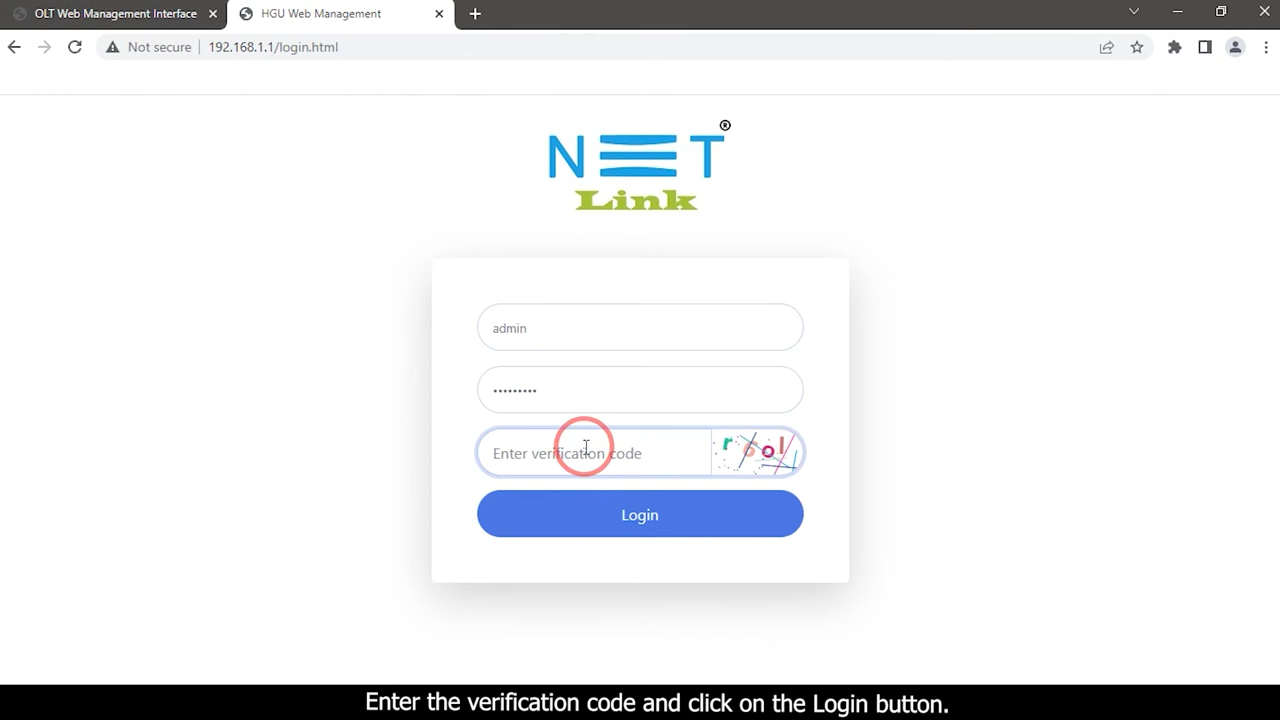 OLT Web Management Interface
HGU Web Management
Not secure
192.168.1.1/login.html
NET®
Link
admin
Enter verification code
Login
Enter the verification code and click on the Login button.